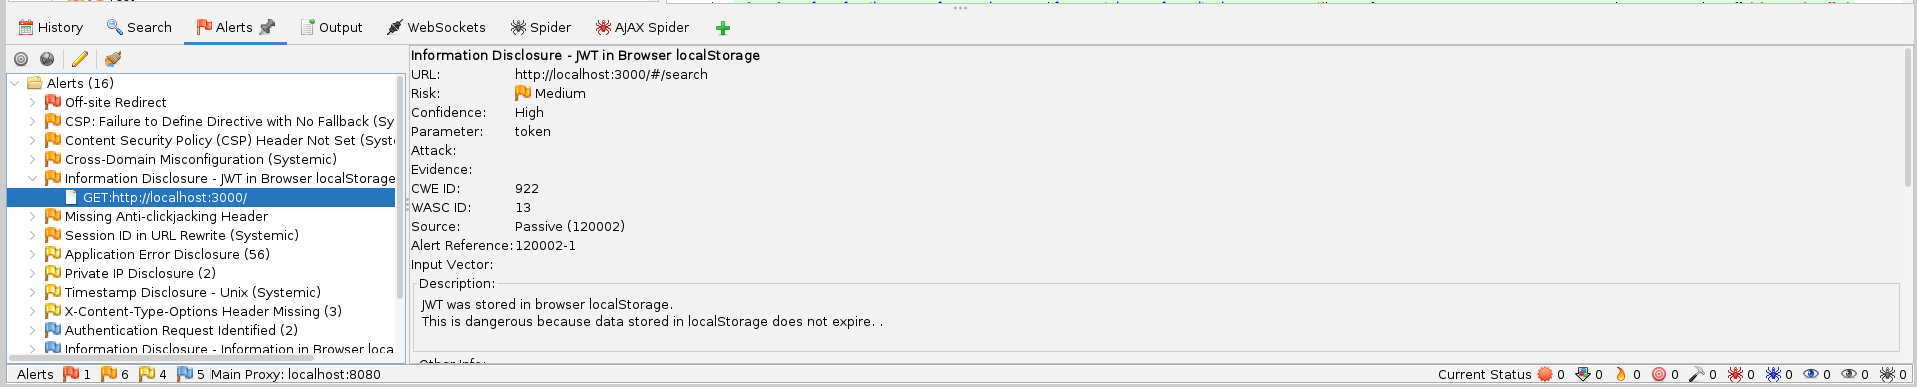 History Search Alerts Output WebSockets Spider AJAX Spider
Alerts (16)
Off-site Redirect
CSP: Failure to Define Directive with No Fallback (Sy
Content Security Policy (CSP) Header Not Set (Syst
Cross-Domain Misconfiguration (Systemic)
Information Disclosure - JWT in Browser localStorage
GET:http://localhost:3000/
Missing Anti-clickjacking Header
Session ID in URL Rewrite (Systemic)
Application Error Disclosure (56)
Private IP Disclosure (2)
Timestamp Disclosure - Unix (Systemic)
X-Content-Type-Options Header Missing (3)
Authentication Request Identified (2)
Information Disclosure - Information in Browser loca
Information Disclosure - JWT in Browser localStorage
URL: http://localhost:3000/#/search
Risk: Medium
Confidence: High
Parameter: token
Attack:
Evidence:
CWE ID: 922
WASC ID: 13
Source: Passive (120002)
Alert Reference: 120002-1
Input Vector:
Description:
JWT was stored in browser localStorage.
This is dangerous because data stored in localStorage does not expire. .
Other Info:
Alerts 1 6 4 5 Main Proxy: localhost:8080 Current Status 0 0 0 0 0 0 0 0 0 0